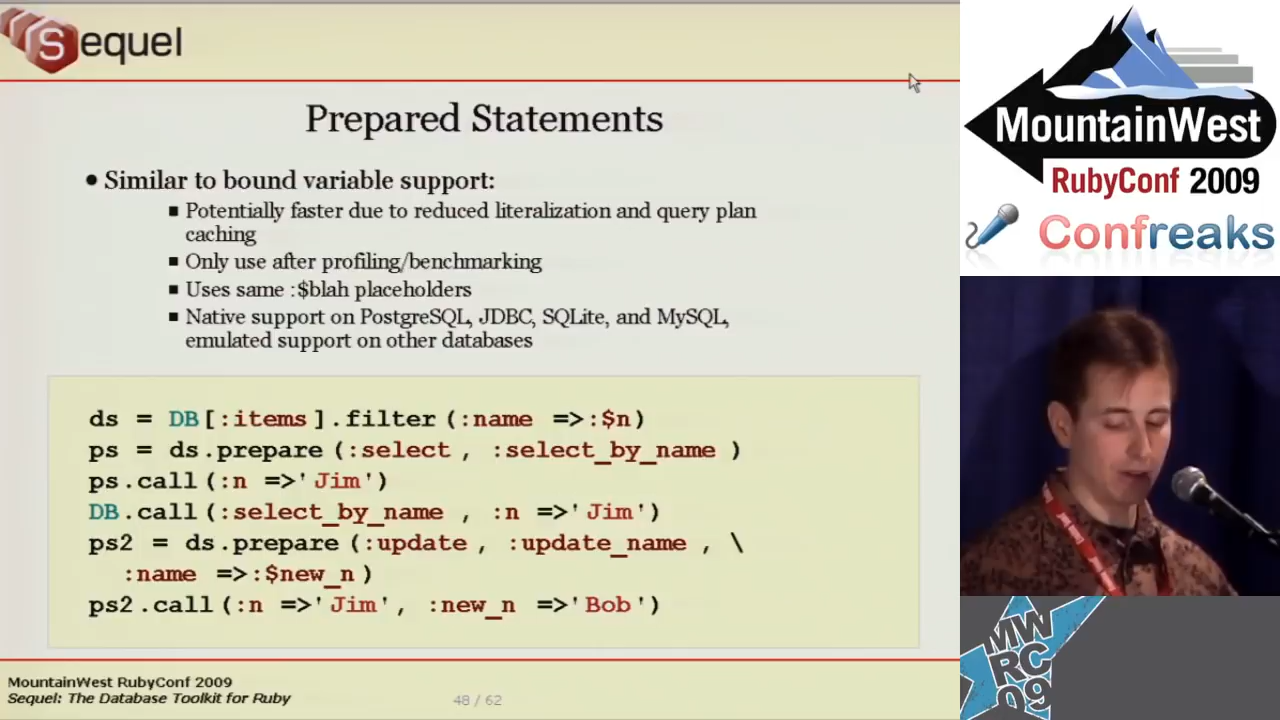 Sequel
Prepared Statements
• Similar to bound variable support:
▪ Potentially faster due to reduced literalization and query plan
caching
▪ Only use after profiling/benchmarking
▪ Uses same :$blah placeholders
▪ Native support on PostgreSQL, JDBC, SQLite, and MySQL,
emulated support on other databases
ds = DB[:items].filter(:name =>:$n)
ps = ds.prepare(:select, :select_by_name)
ps.call(:n =>'Jim')
DB.call(:select_by_name, :n =>'Jim')
ps2 = ds.prepare(:update, :update_name, \
:name =>:$new_n)
ps2.call(:n =>'Jim', :new_n =>'Bob')
MountainWest RubyConf 2009
Sequel: The Database Toolkit for Ruby
48 / 62
MountainWest
RubyConf 2009
Confreaks
MW
RC
09